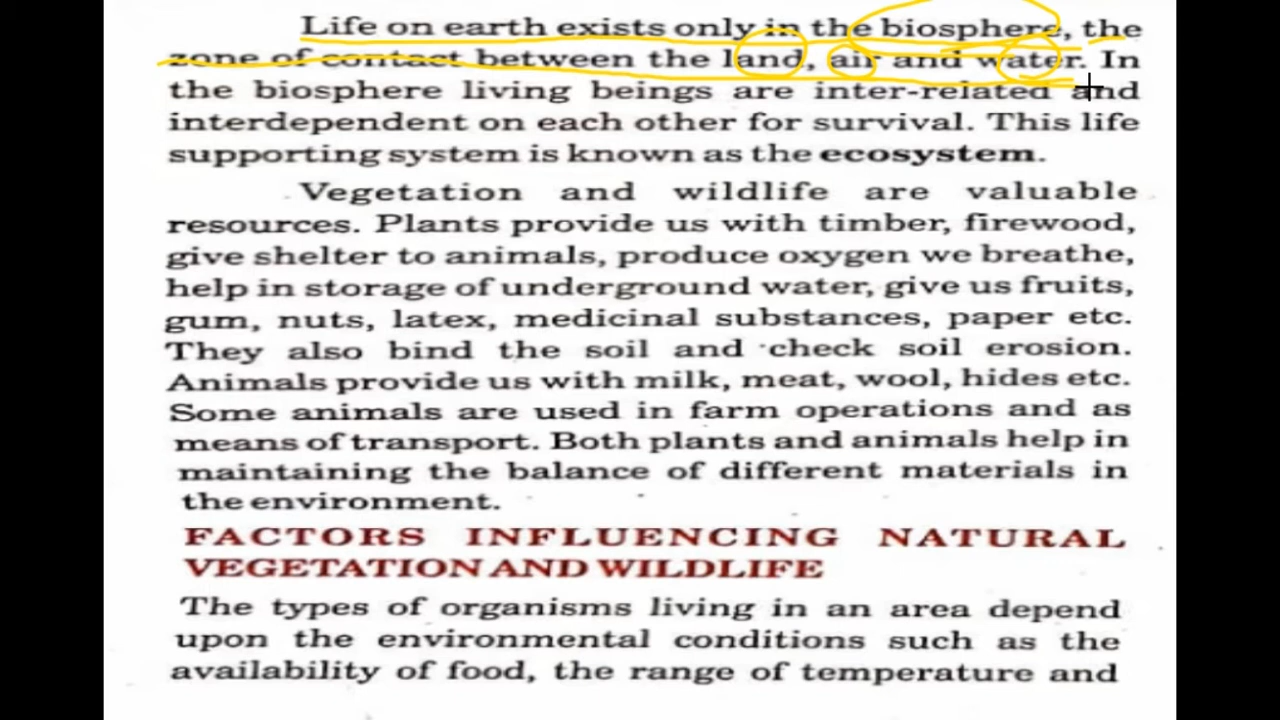 Life on earth exists only in the biosphere, the
zone of contact between the land, air and water. In
the biosphere living beings are inter-related and
interdependent on each other for survival. This life
supporting system is known as the ecosystem.
Vegetation and wildlife are valuable
resources. Plants provide us with timber, firewood,
give shelter to animals, produce oxygen we breathe,
help in storage of underground water, give us fruits,
gum, nuts, latex, medicinal substances, paper etc.
They also bind the soil and check soil erosion.
Animals provide us with milk, meat, wool, hides etc.
Some animals are used in farm operations and as
means of transport. Both plants and animals help in
maintaining the balance of different materials in
the environment.
FACTORS INFLUENCING NATURAL
VEGETATION AND WILDLIFE
The types of organisms living in an area depend
upon the environmental conditions such as the
availability of food, the range of temperature and